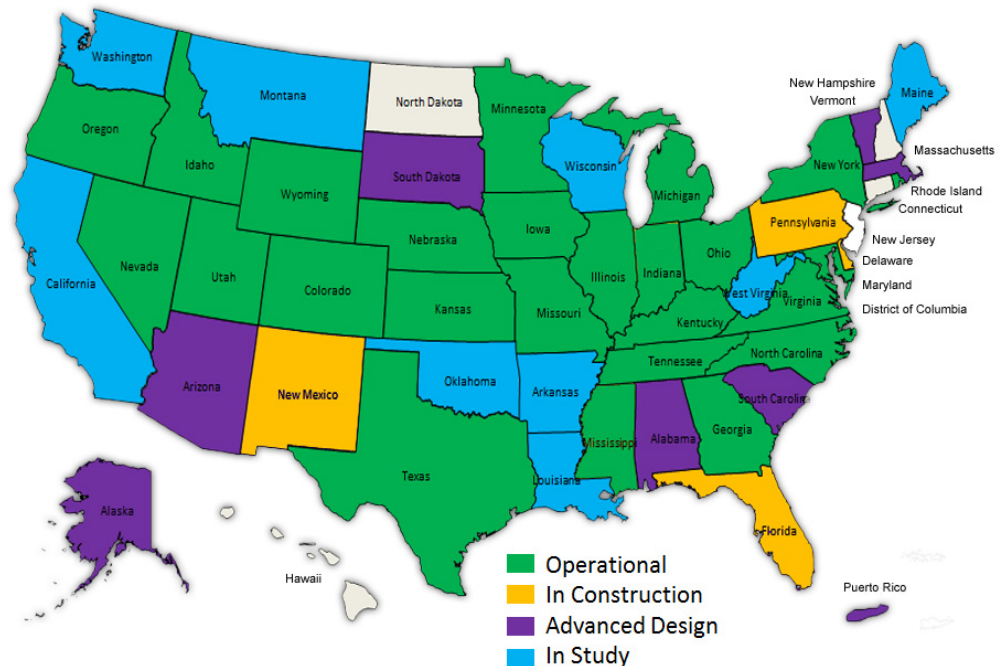 Washington
Montana
North Dakota
Minnesota
New Hampshire
Vermont
Maine
Oregon
Idaho
Wyoming
South Dakota
Wisconsin
Michigan
New York
Massachusetts
Rhode Island
Connecticut
Nebraska
Iowa
Pennsylvania
New Jersey
Delaware
Maryland
District of Columbia
California
Nevada
Utah
Colorado
Kansas
Missouri
Illinois
Indiana
Ohio
West Virginia
Virginia
Kentucky
Tennessee
North Carolina
Arizona
New Mexico
Oklahoma
Arkansas
South Carolin
Mississippi
Alabama
Georgia
Texas
Louisiana
Florida
Alaska
Hawaii
Puerto Rico
Operational
In Construction
Advanced Design
In Study